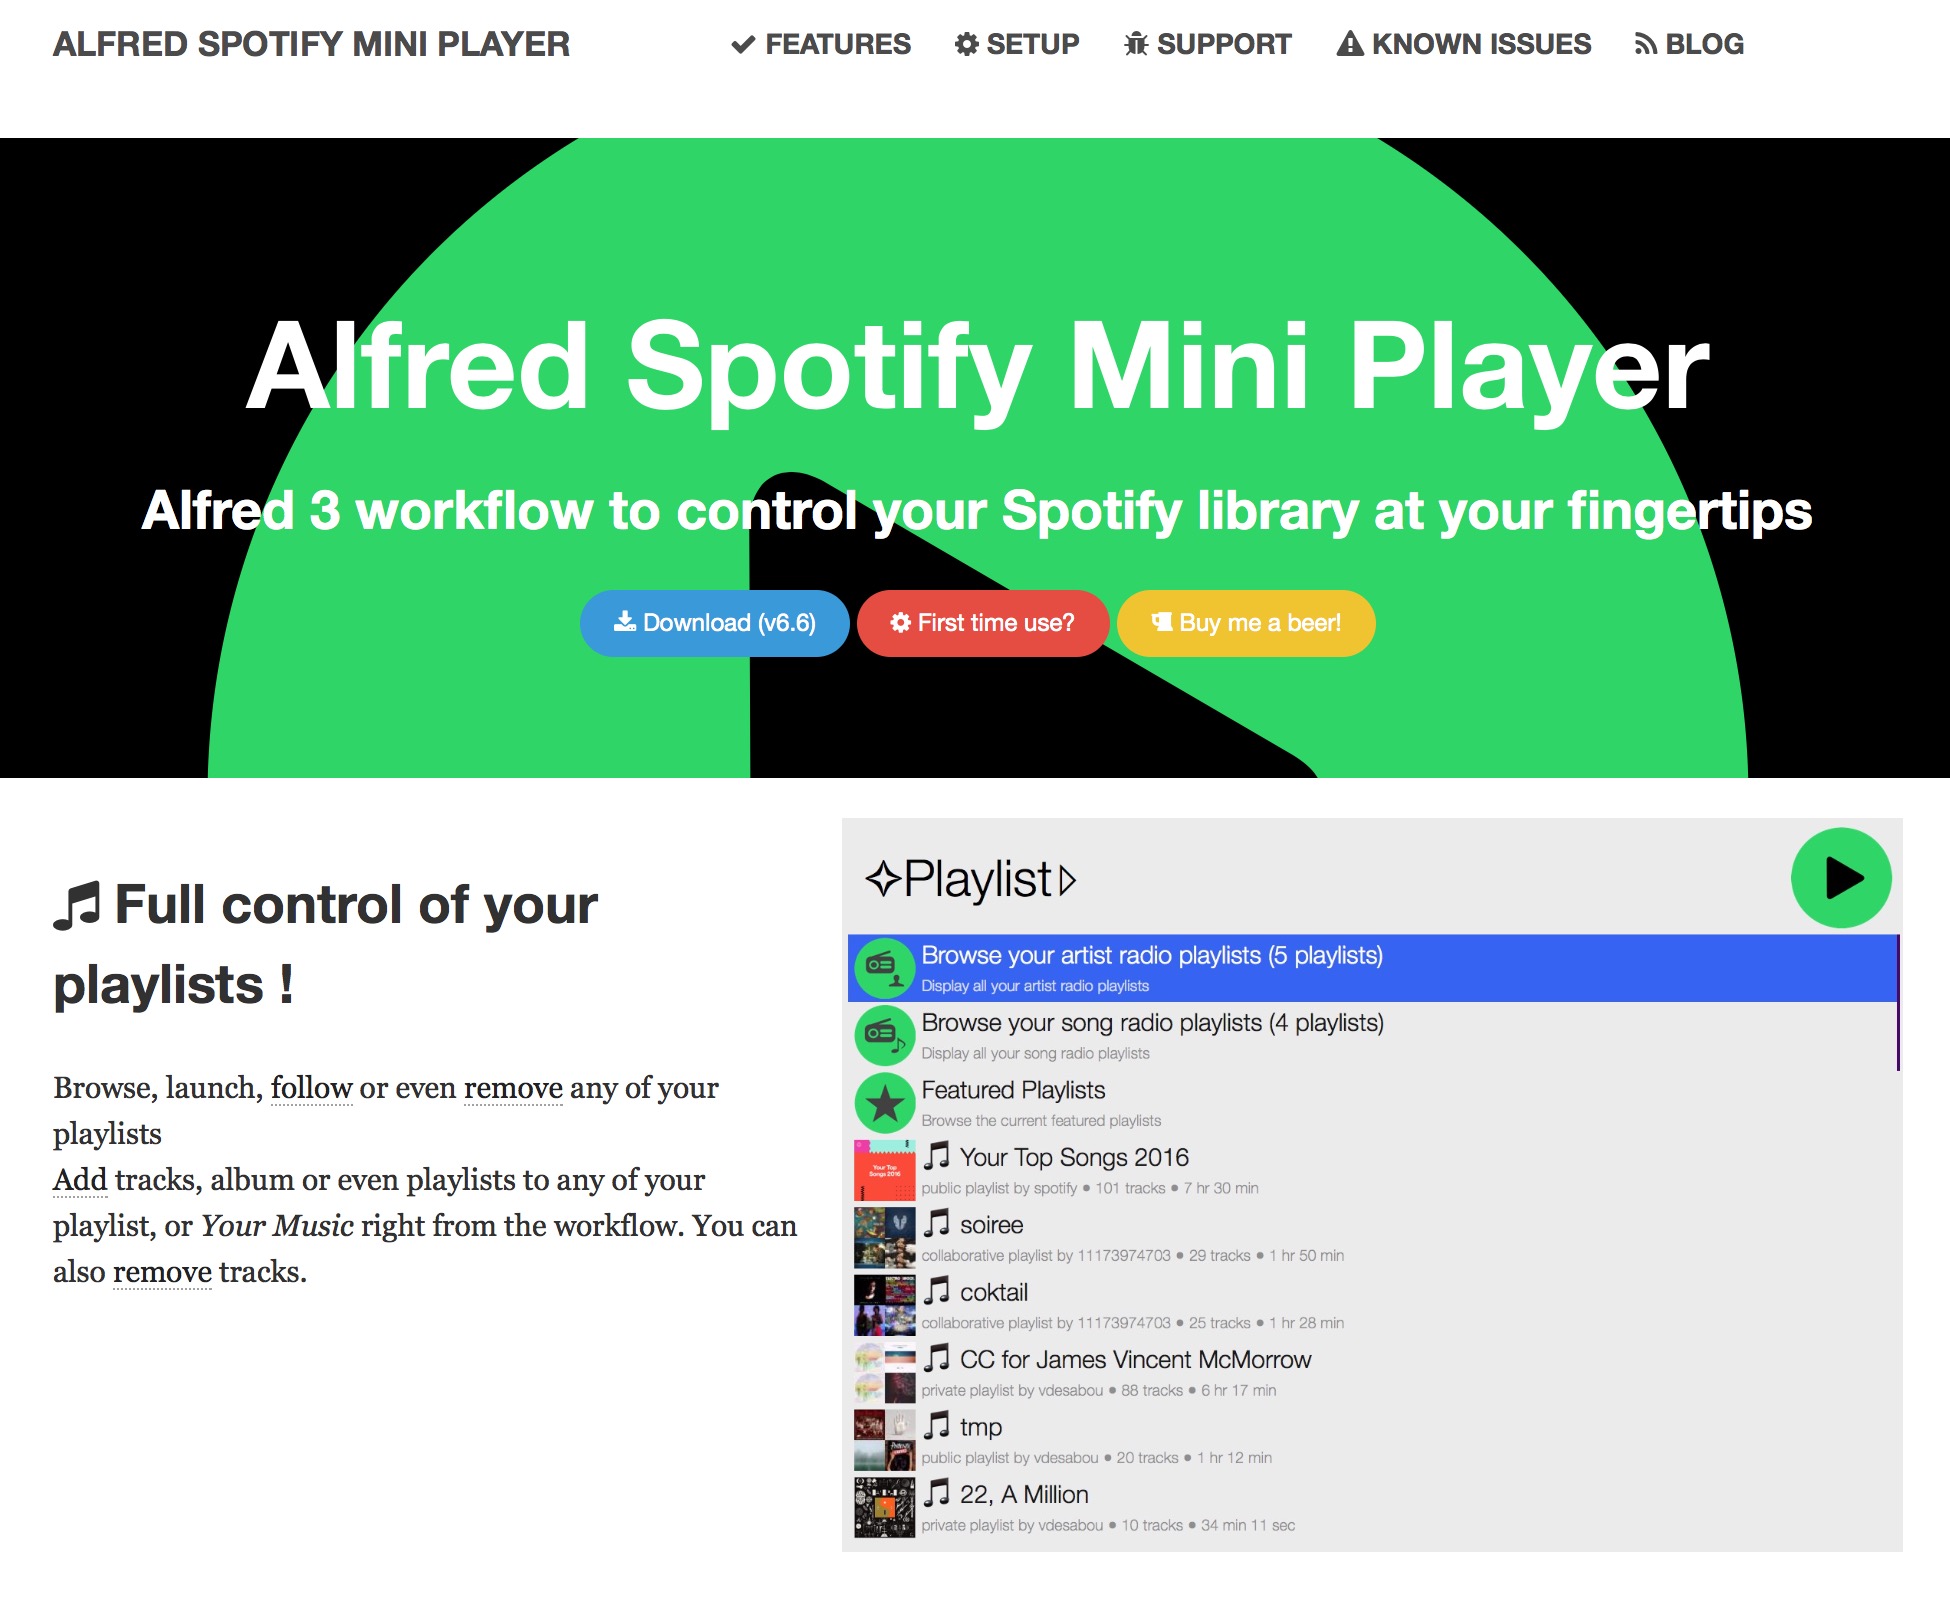 ALFRED SPOTIFY MINI PLAYER
FEATURES
SETUP
SUPPORT
KNOWN ISSUES
BLOG
Alfred Spotify Mini Player
Alfred 3 workflow to control your Spotify library at your fingertips
Download (v6.6)
First time use?
Buy me a beer!
Full control of your
playlists !
Browse, launch, follow or even remove any of your
playlists
Add tracks, album or even playlists to any of your
playlist, or Your Music right from the workflow. You can
also remove tracks.
Playlist
Browse your artist radio playlists (5 playlists)
Display all your artist radio playlists
Browse your song radio playlists (4 playlists)
Display all your song radio playlists
Featured Playlists
Browse the current featured playlists
Your Top
Songs 2016
Your Top Songs 2016
public playlist by spotify • 101 tracks • 7 hr 30 min
soiree
collaborative playlist by 11173974703 • 29 tracks • 1 hr 50 min
coktail
collaborative playlist by 11173974703 • 25 tracks • 1 hr 28 min
CC for James Vincent McMorrow
private playlist by vdesabou • 88 tracks • 6 hr 17 min
tmp
public playlist by vdesabou • 20 tracks • 1 hr 12 min
22, A Million
private playlist by vdesabou • 10 tracks • 34 min 11 sec